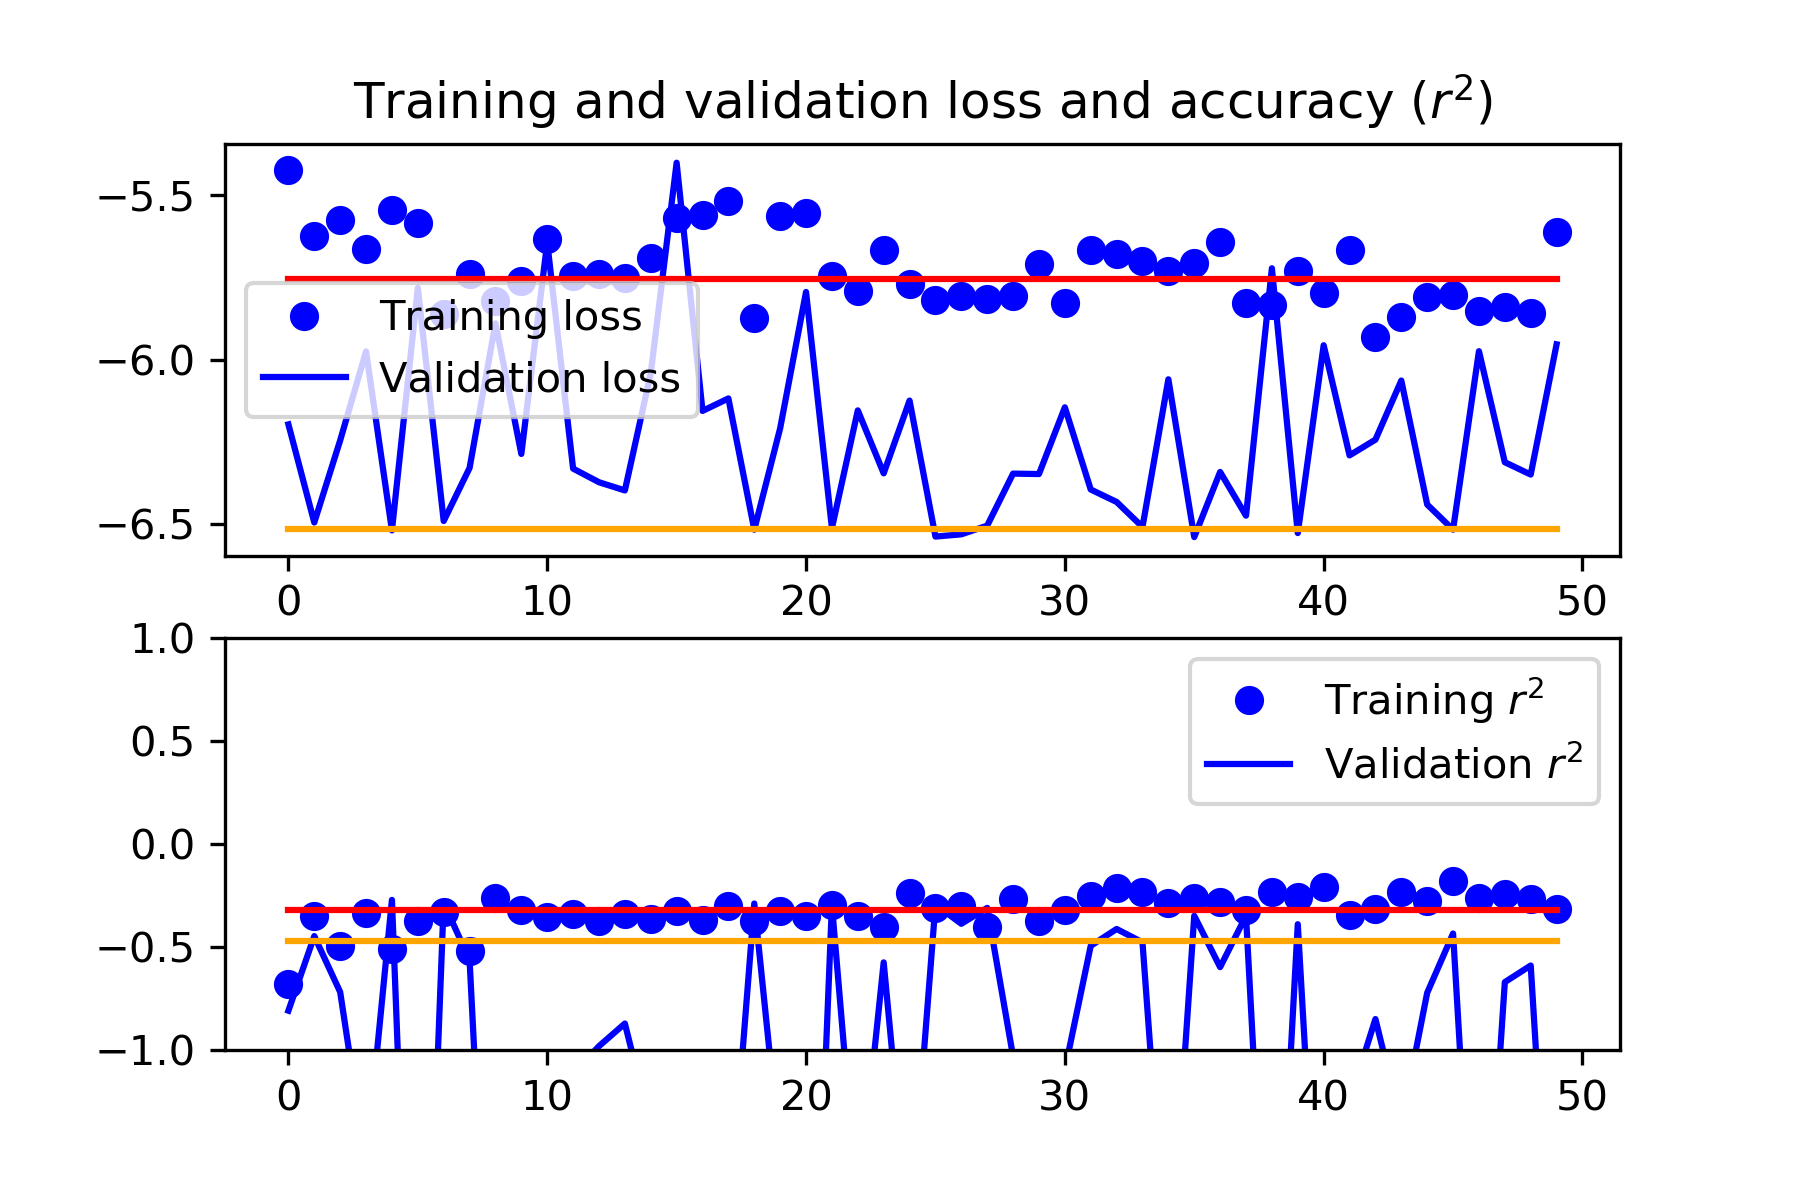 Training and validation loss and accuracy (r²)
−5.5
−6.0
−6.5
Training loss
Validation loss
0 10 20 30 40 50
1.0
0.5
0.0
−0.5
−1.0
Training r²
Validation r²
0 10 20 30 40 50